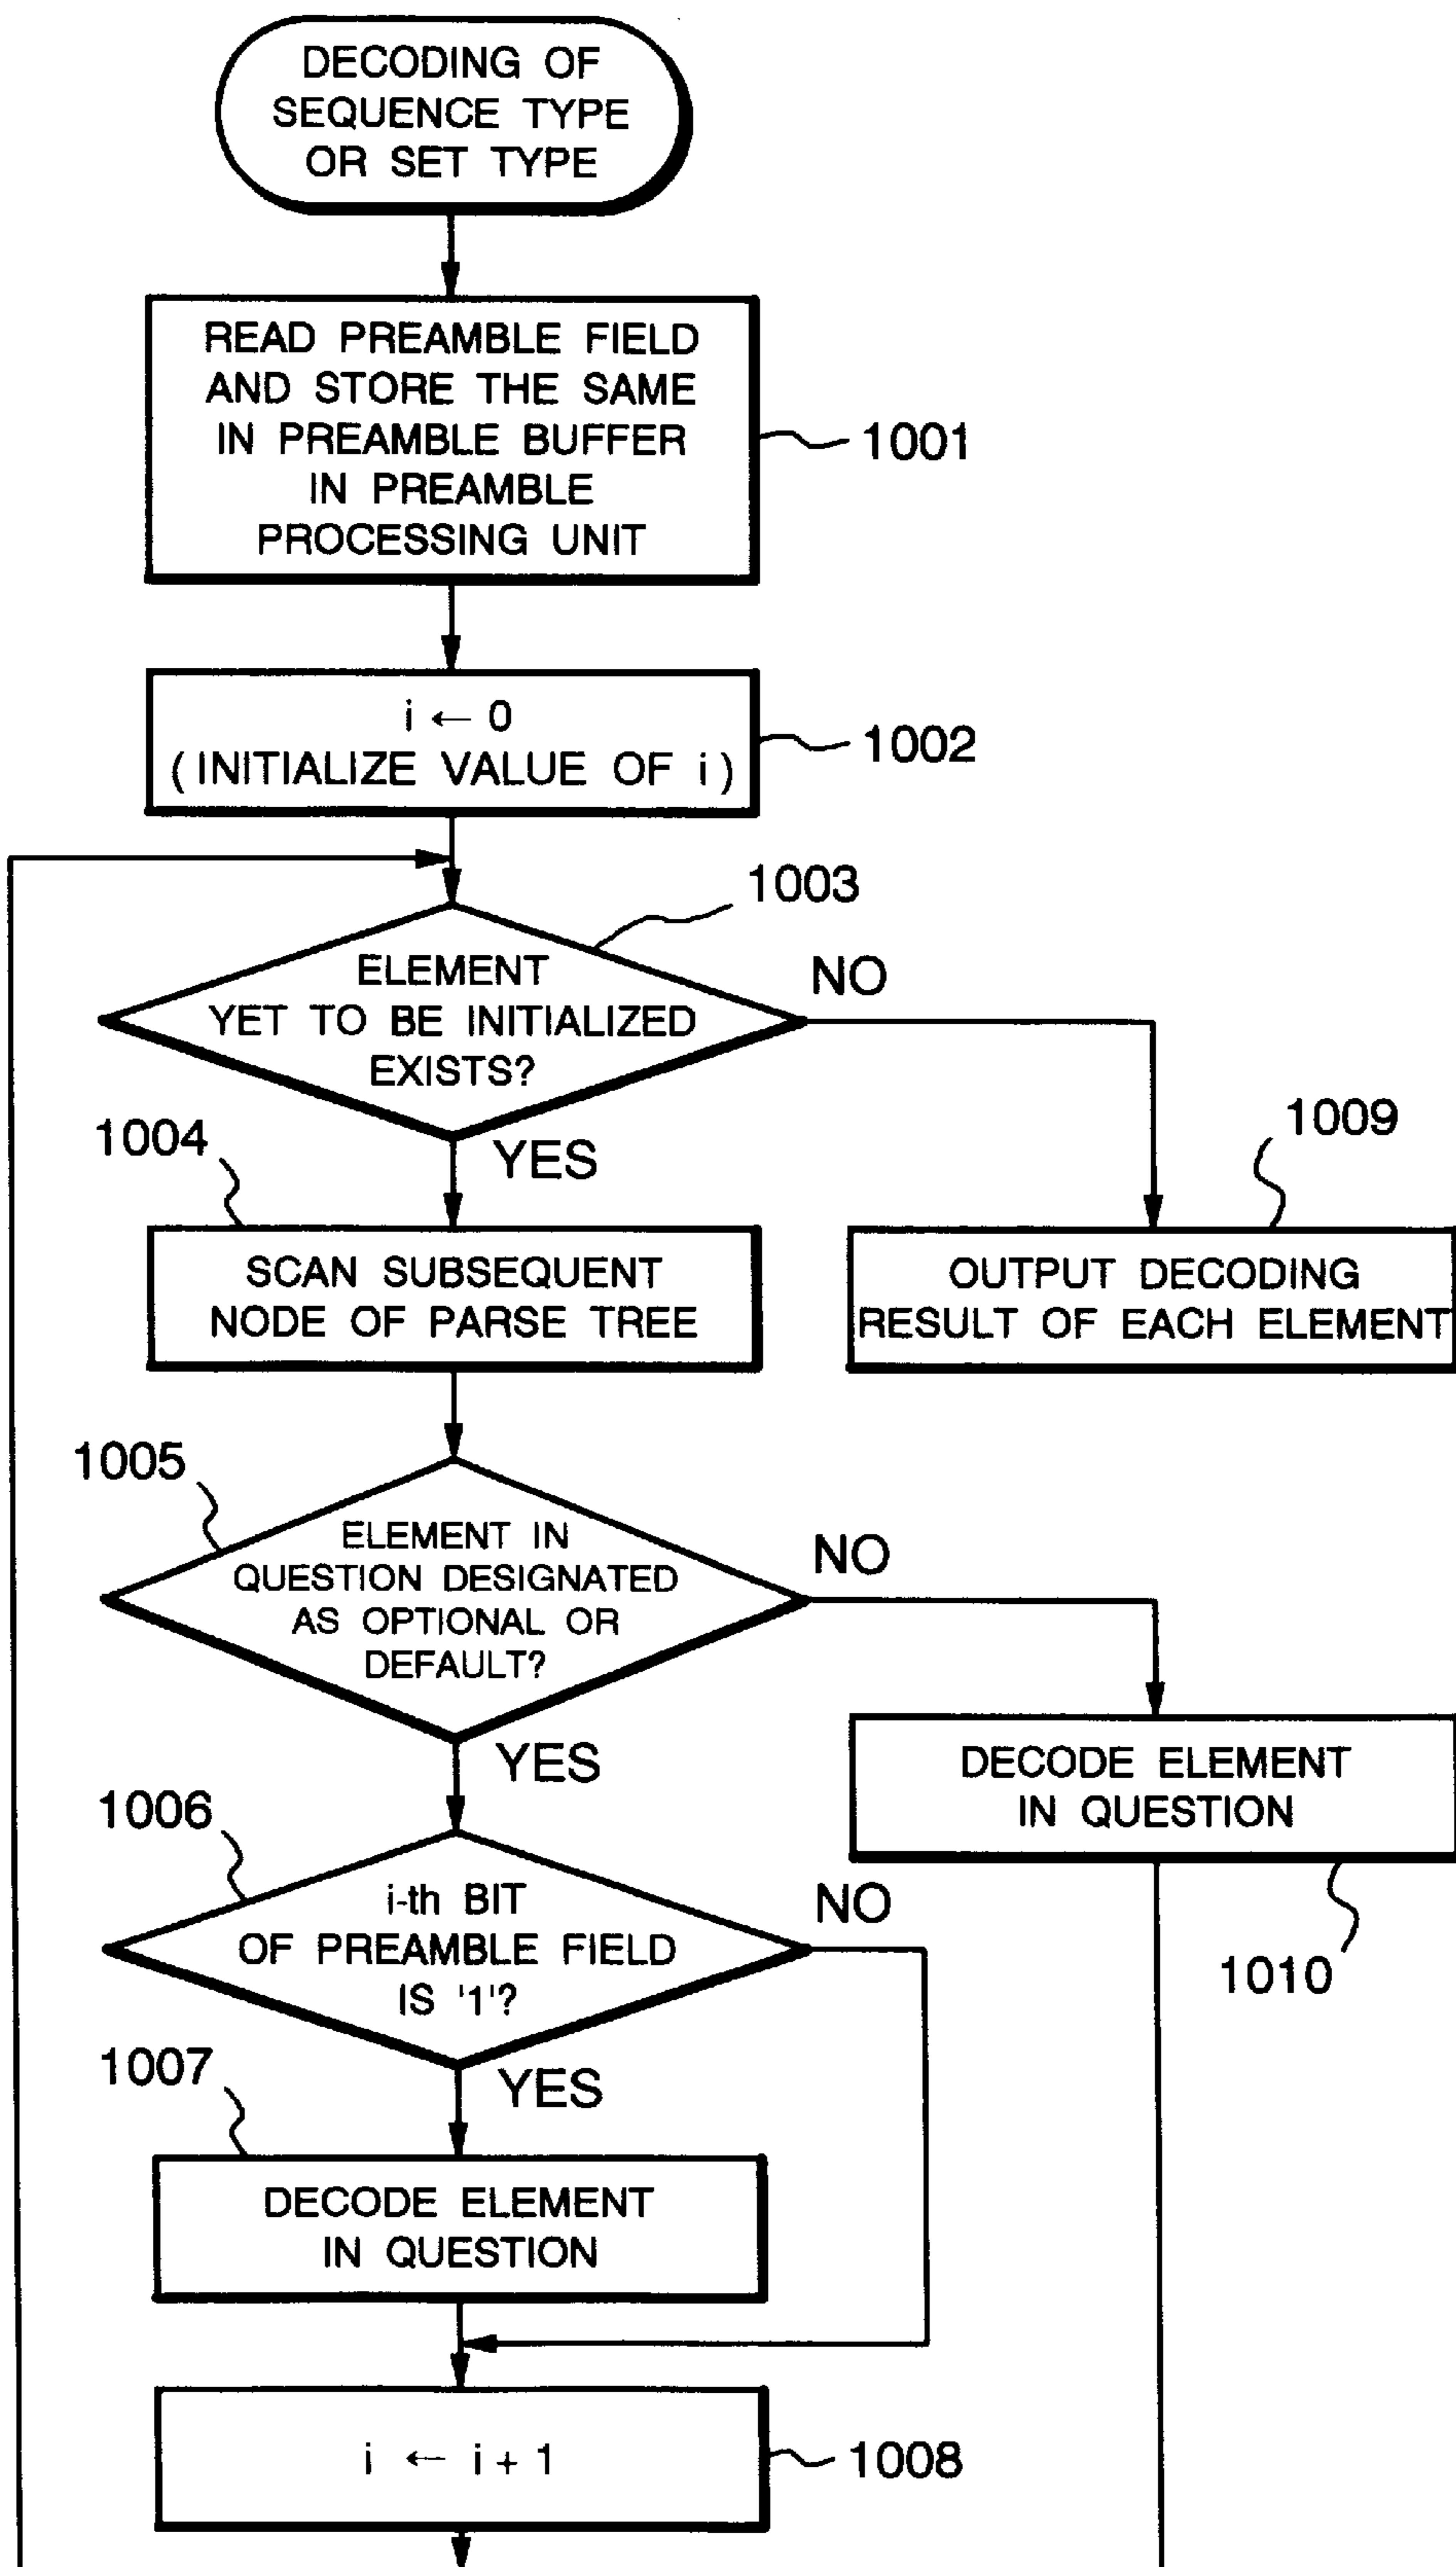 DECODING OF
SEQUENCE TYPE
OR SET TYPE
READ PREAMBLE FIELD
AND STORE THE SAME
IN PREAMBLE BUFFER
IN PREAMBLE
PROCESSING UNIT
1001
i ← 0
(INITIALIZE VALUE OF i)
1002
1003
ELEMENT
YET TO BE INITIALIZED
EXISTS?
NO
YES
1004
SCAN SUBSEQUENT
NODE OF PARSE TREE
1009
OUTPUT DECODING
RESULT OF EACH ELEMENT
1005
ELEMENT IN
QUESTION DESIGNATED
AS OPTIONAL OR
DEFAULT?
NO
YES
DECODE ELEMENT
IN QUESTION
1010
1006
i-th BIT
OF PREAMBLE FIELD
IS '1'?
NO
YES
1007
DECODE ELEMENT
IN QUESTION
i ← i + 1
1008